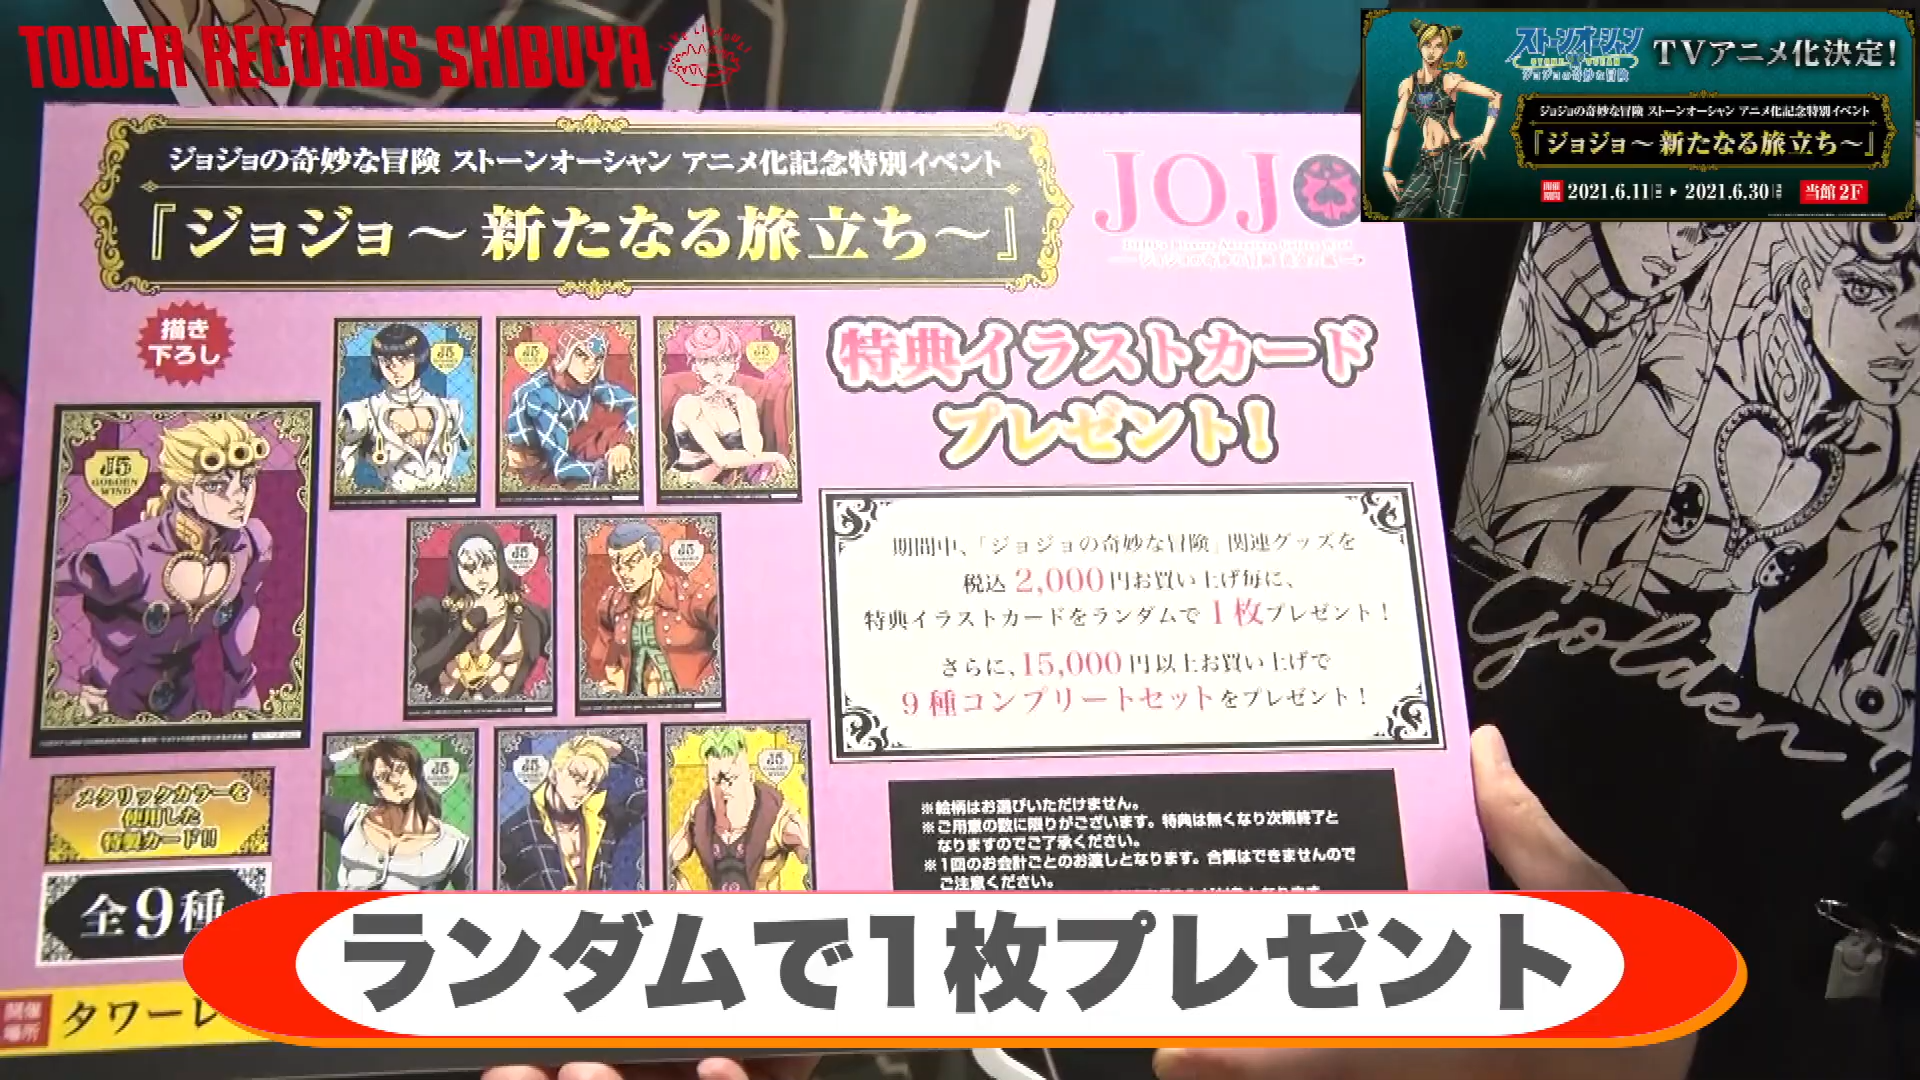 TOWER RECORDS SHIBUYA
ストーンオーシャン
STONE OCEAN
ジョジョの奇妙な冒険
TVアニメ化決定!
ジョジョの奇妙な冒険 ストーンオーシャン アニメ化記念特別イベント
『ジョジョ～新たなる旅立ち～』
2021.6.11
2021.6.30
当館2F
ジョジョの奇妙な冒険 ストーンオーシャン アニメ化記念特別イベント
『ジョジョ～新たなる旅立ち～』
JOJO
描き
下ろし
特典イラストカード
プレゼント!
GOLDEN
WIND
期間中、「ジョジョの奇妙な冒険」関連グッズを
税込 2,000円お買い上げ毎に、
特典イラストカードをランダムで1枚プレゼント!
さらに、15,000円以上お買い上げで
9種コンプリートセットをプレゼント!
メタリックカラーを
使用した
特製カード!!
※絵柄はお選びいただけません。
※ご用意の数に限りがございます。特典は無くなり次第終了と
なりますのでご了承ください。
※1回のお会計ごとのお渡しとなります。合算はできませんので
ご注意ください。
全9種
開催
場所
タワーレ
ランダムで1枚プレゼント
Golden